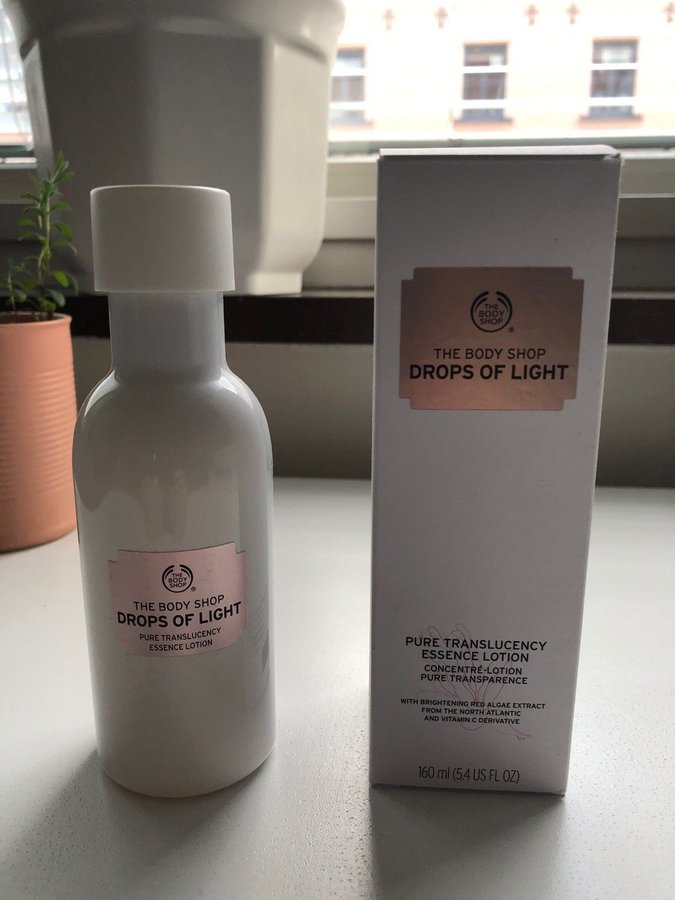 THE
BODY
SHOP
®
THE BODY SHOP
DROPS OF LIGHT
PURE TRANSLUCENCY
ESSENCE LOTION
THE
BODY
SHOP
®
THE BODY SHOP
DROPS OF LIGHT
PURE TRANSLUCENCY
ESSENCE LOTION
CONCENTRÉ-LOTION
PURE TRANSPARENCE
WITH BRIGHTENING RED ALGAE EXTRACT
FROM THE NORTH ATLANTIC
AND VITAMIN C DERIVATIVE
160 ml (5.4 US FL OZ)